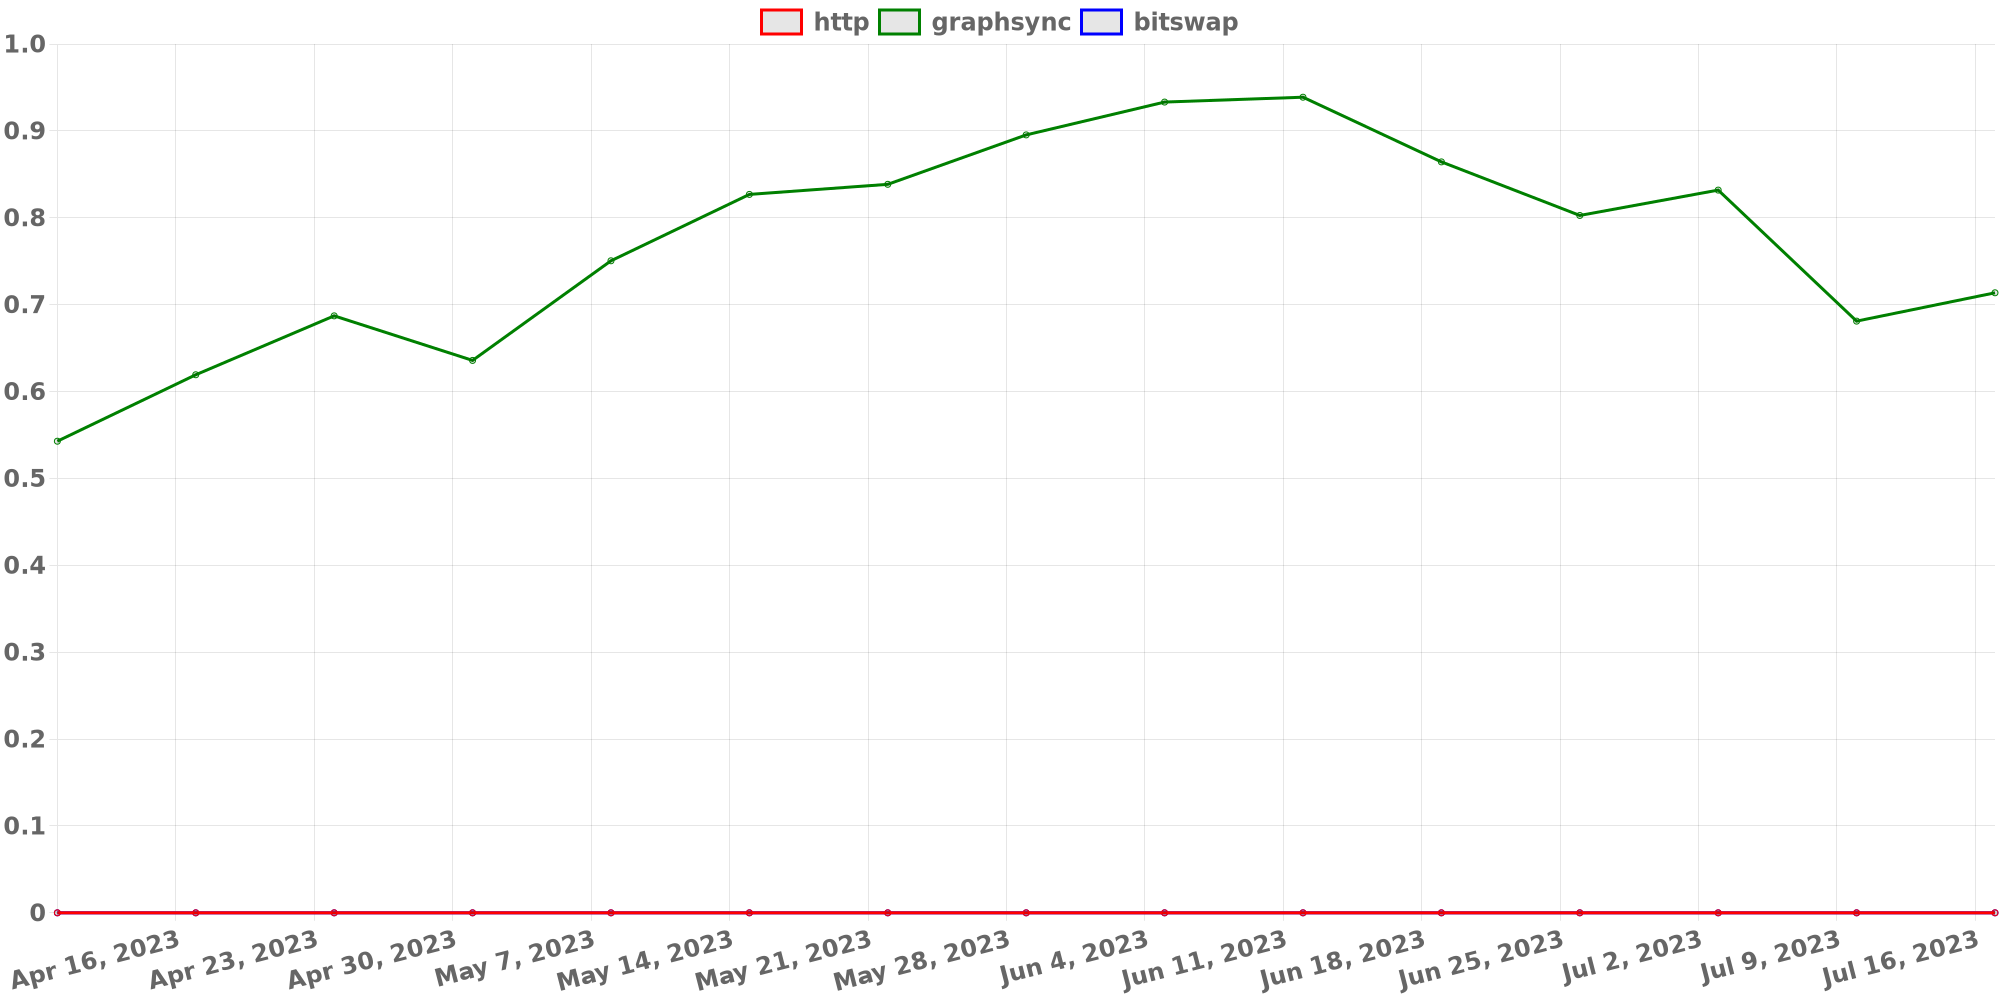 http graphsync bitswap
1.0
0.9
0.8
0.7
0.6
0.5
0.4
0.3
0.2
0.1
0
Apr 16, 2023
Apr 23, 2023
Apr 30, 2023
May 7, 2023
May 14, 2023
May 21, 2023
May 28, 2023
Jun 4, 2023
Jun 11, 2023
Jun 18, 2023
Jun 25, 2023
Jul 2, 2023
Jul 9, 2023
Jul 16, 2023